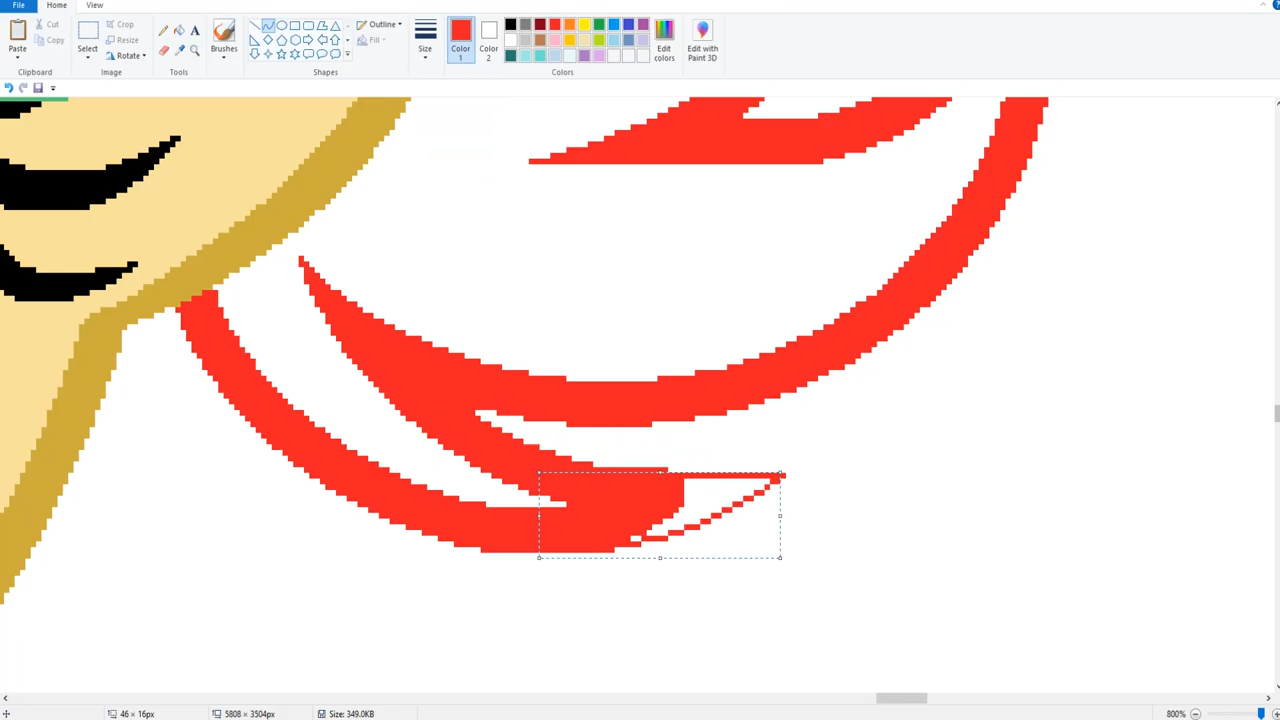 File
Home
View
Paste
Cut
Copy
Clipboard
Select
Crop
Resize
Rotate
Image
A
Tools
Brushes
Outline
Fill
Shapes
Size
Color
1
Color
2
Edit
colors
Colors
Edit with
Paint 3D
46 × 16px
5808 × 3504px
Size: 349.0KB
800%